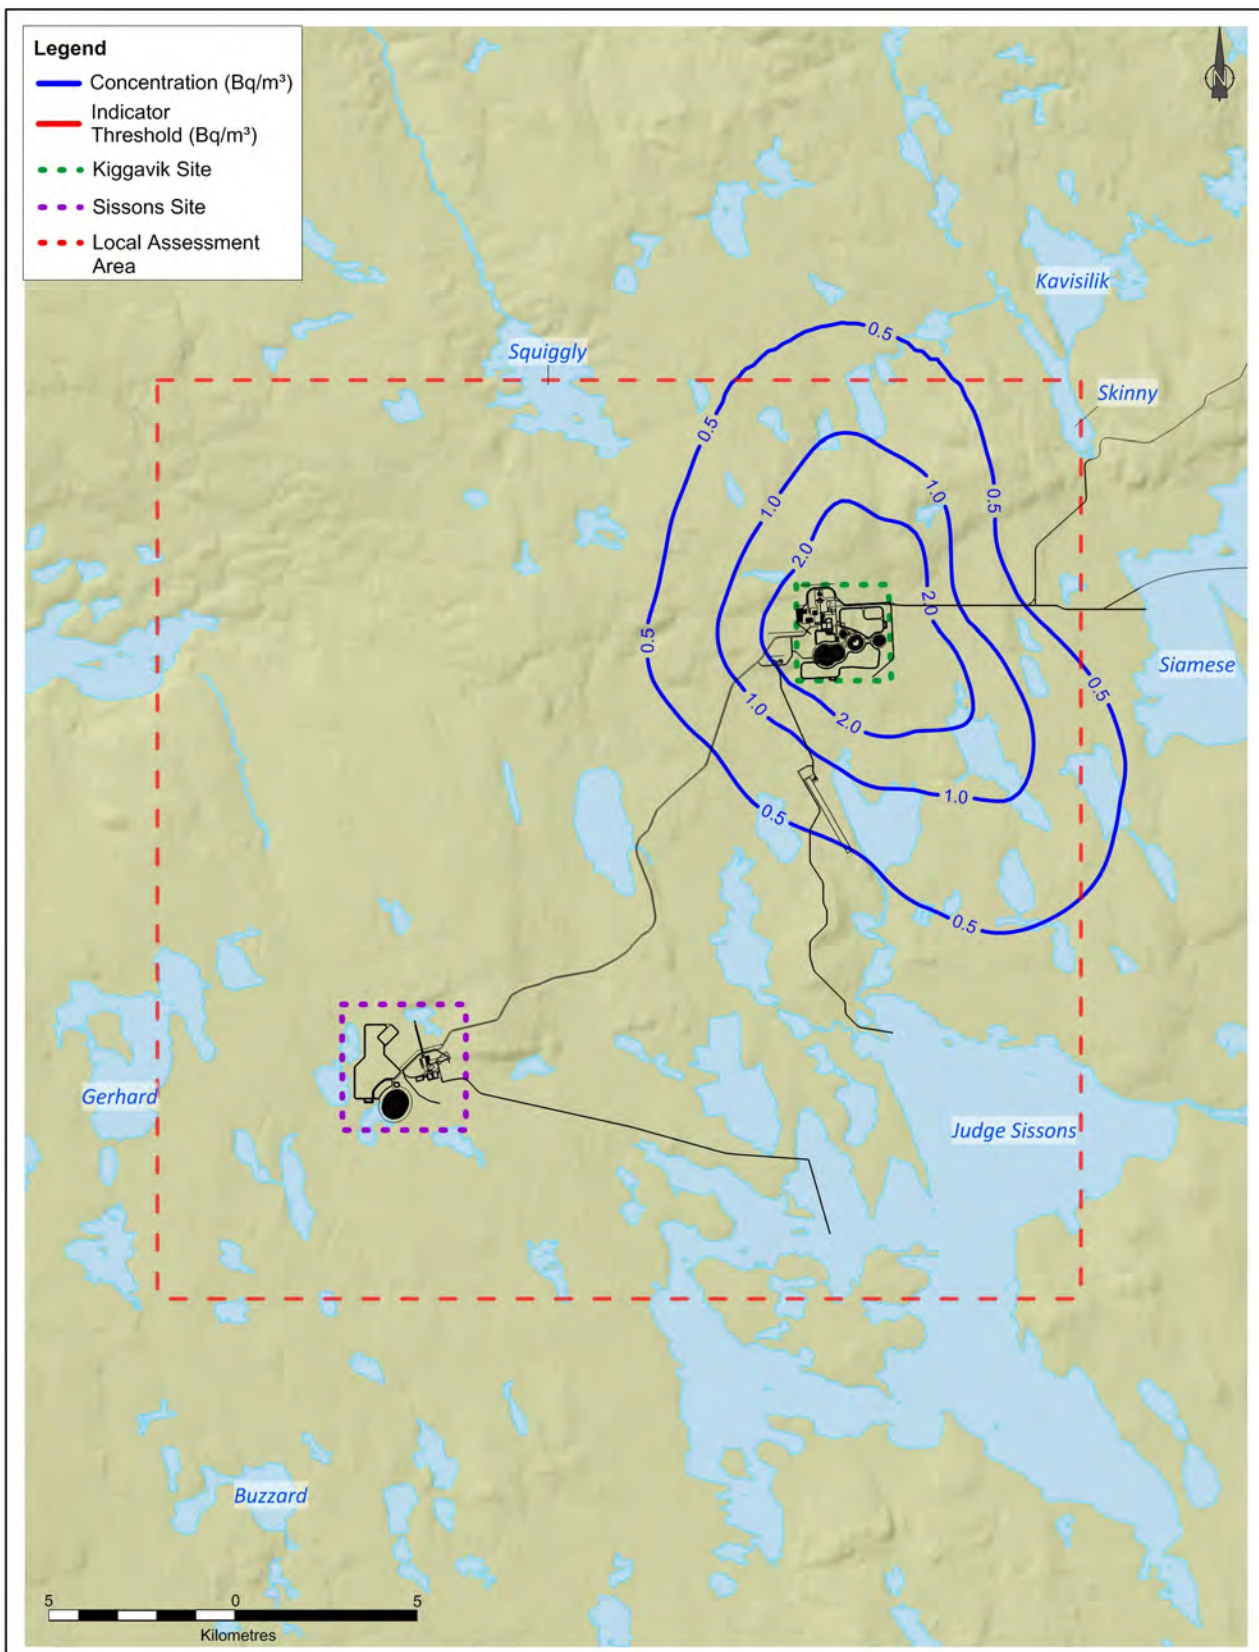 Legend
Concentration (Bq/m³)
Indicator
Threshold (Bq/m³)
Kiggavik Site
Sissons Site
Local Assessment
Area
N
Kavisilik
0.5
Squiggly
Skinny
0.5
1.0
1.0
0.5
2.0
2.0
0.5
Siamese
0.5
1.0
2.0
1.0
0.5
0.5
Gerhard
Judge Sissons
Buzzard
5 0 5
Kilometres